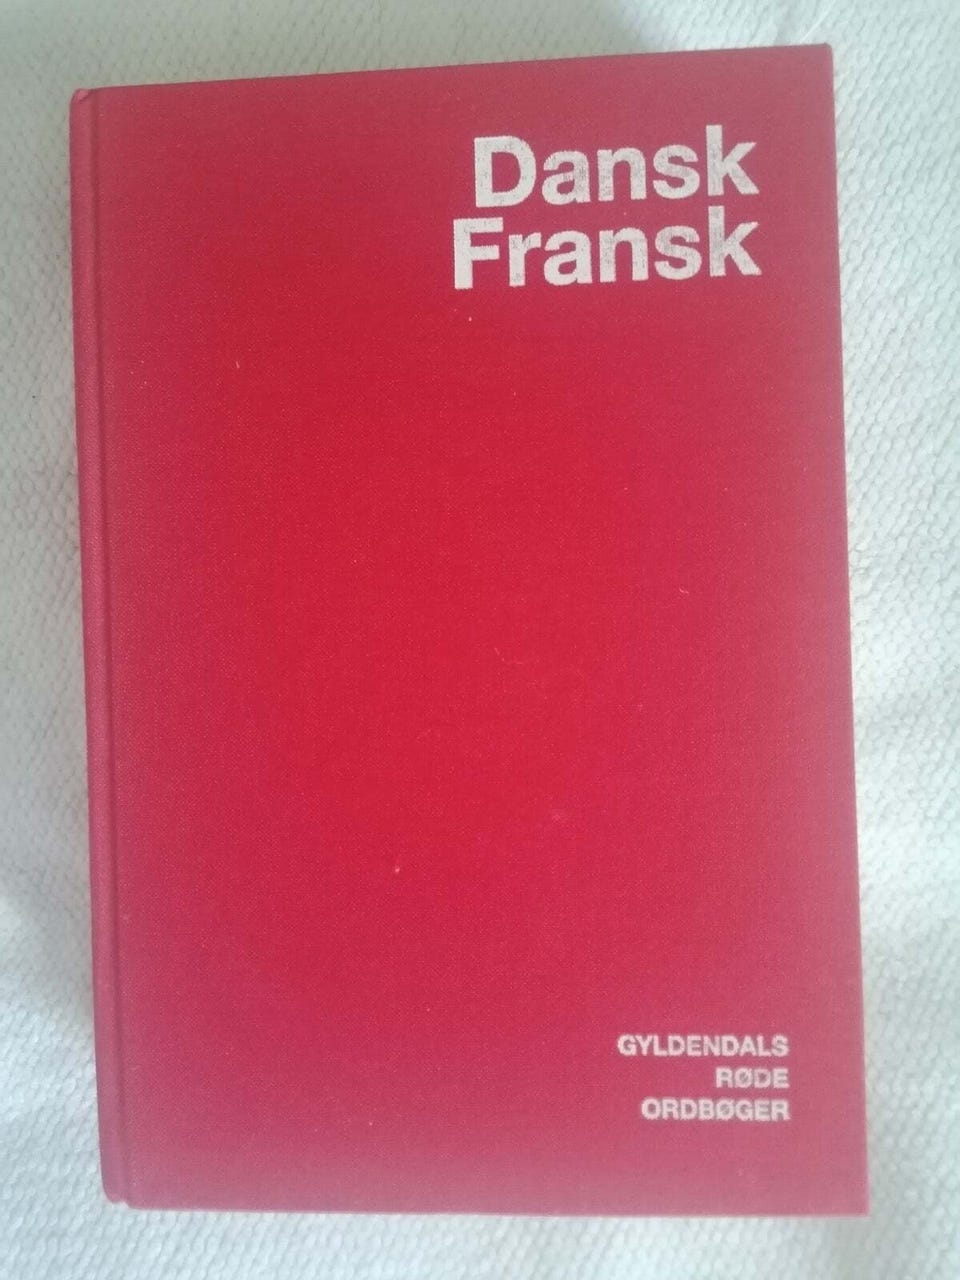 Dansk
Fransk
GYLDENDALS
RØDE
ORDBØGER